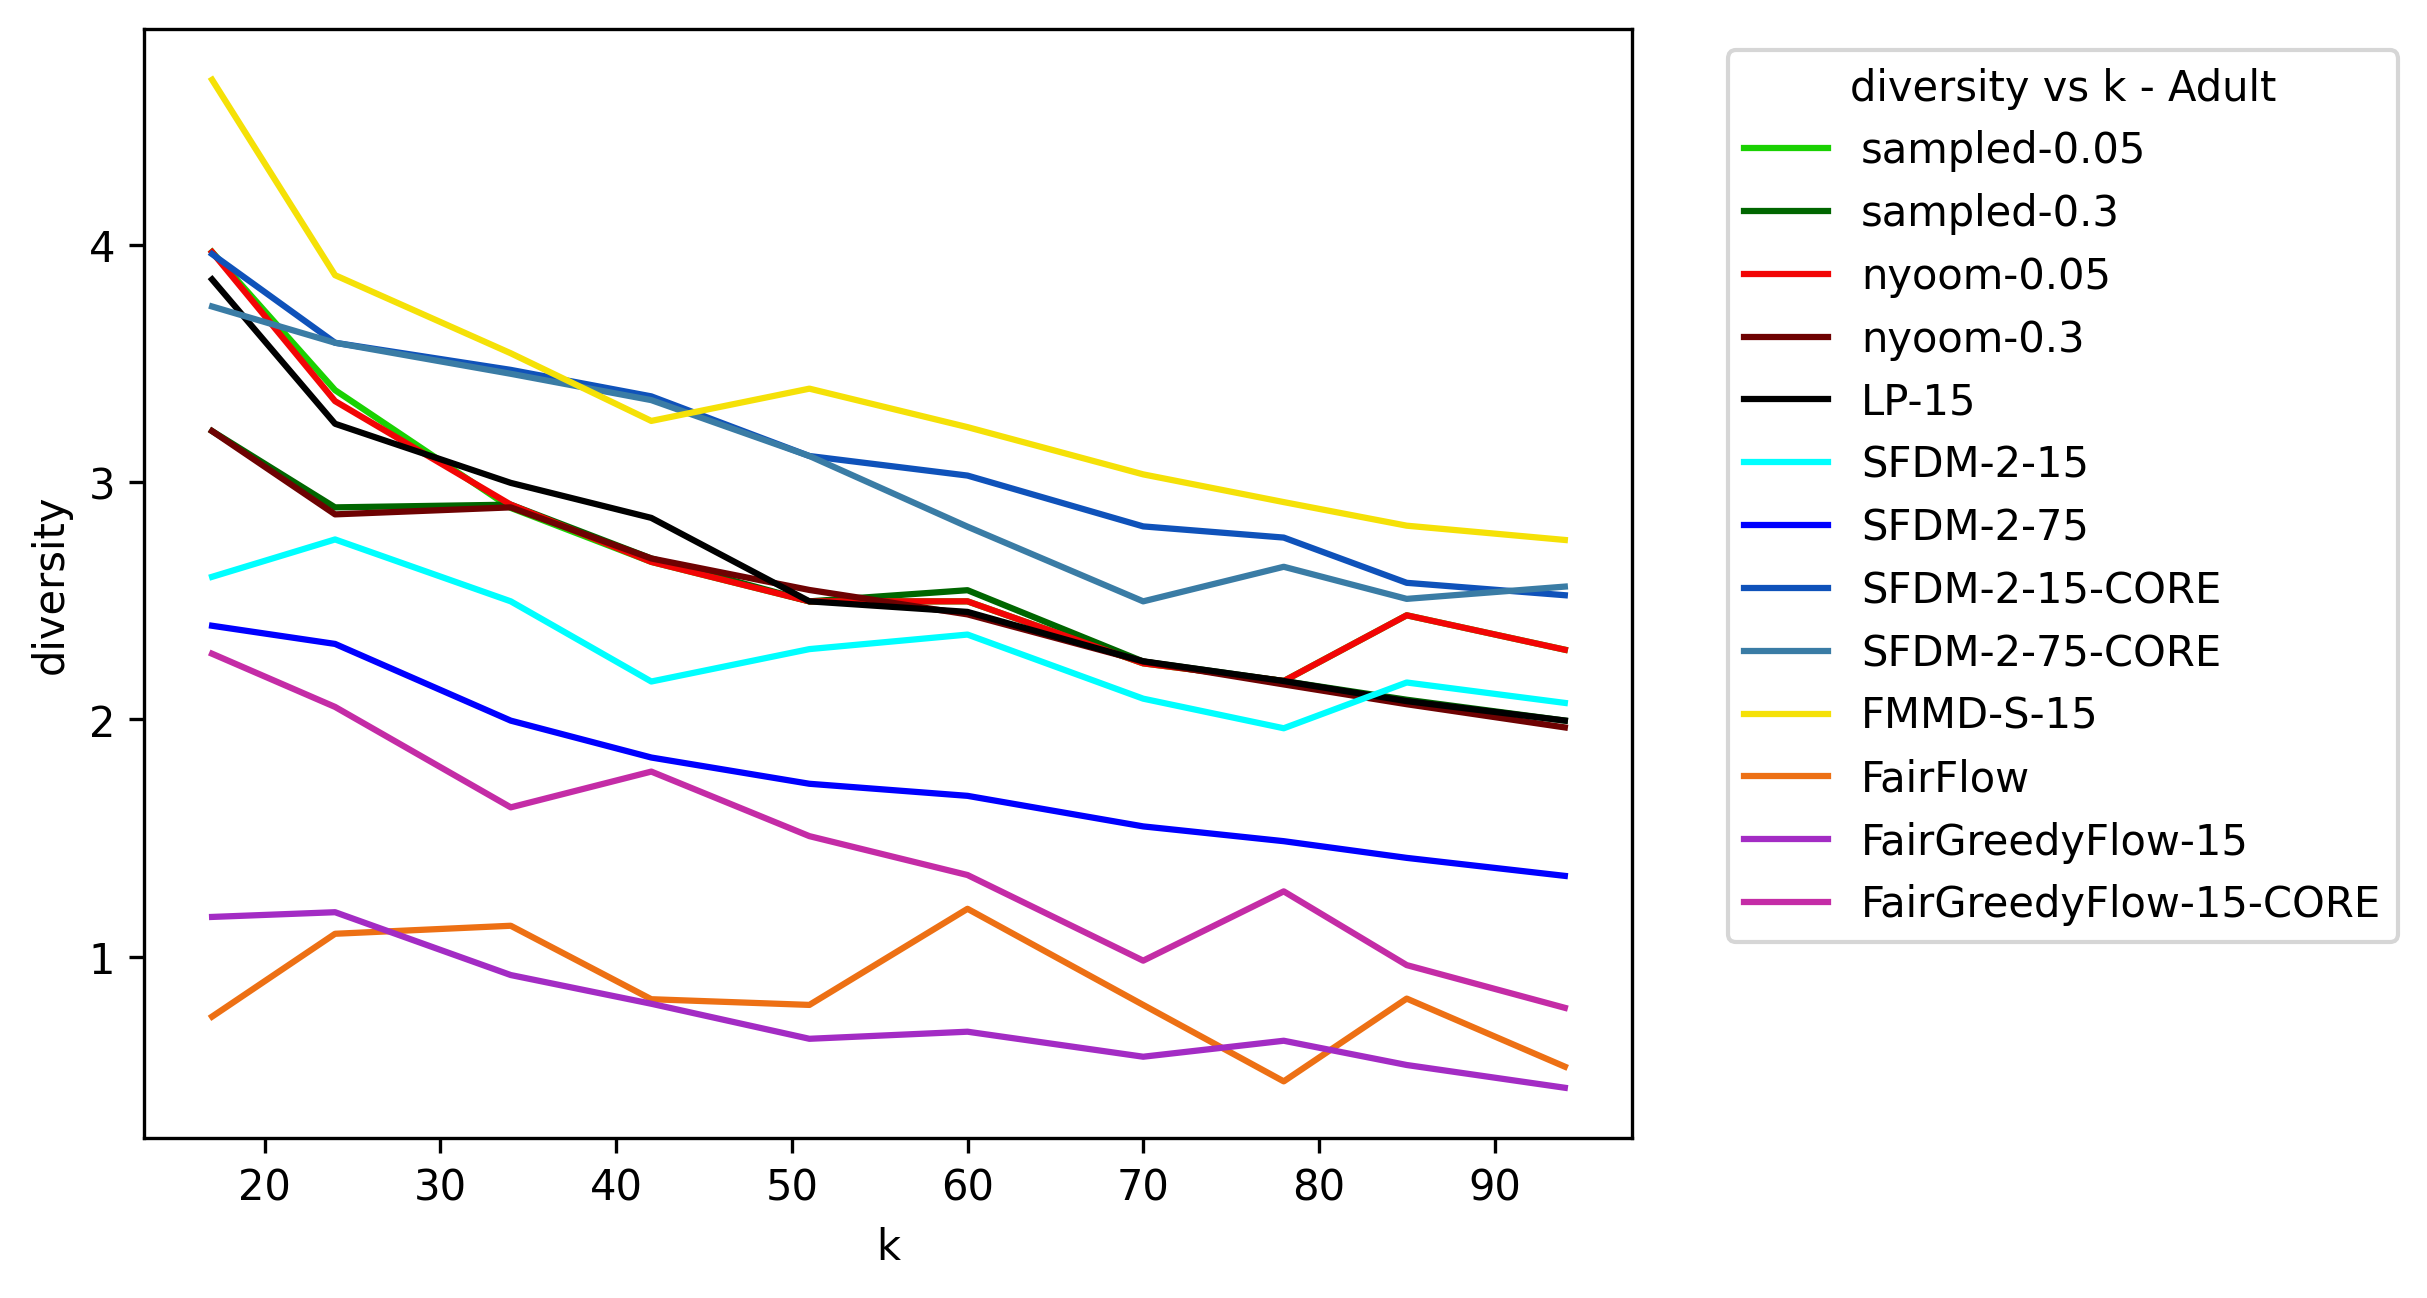 diversity
4
3
2
1
20 30 40 50 60 70 80 90
k
diversity vs k - Adult
sampled-0.05
sampled-0.3
nyoom-0.05
nyoom-0.3
LP-15
SFDM-2-15
SFDM-2-75
SFDM-2-15-CORE
SFDM-2-75-CORE
FMMD-S-15
FairFlow
FairGreedyFlow-15
FairGreedyFlow-15-CORE